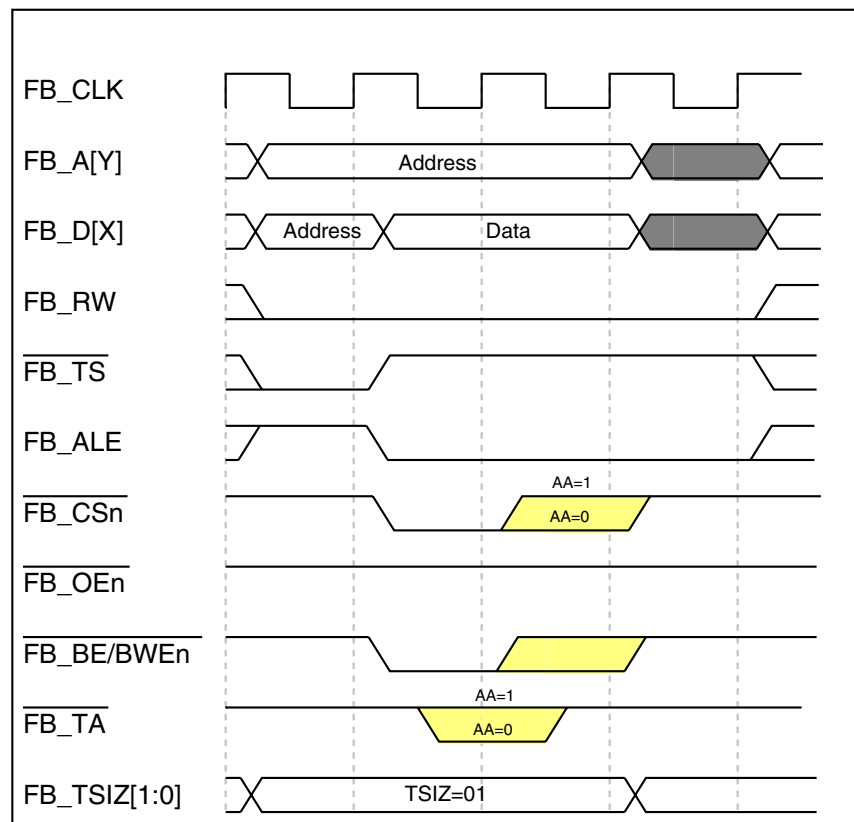 FB_CLK
FB_A[Y]
Address
FB_D[X]
Address
Data
FB_RW
FB_TS
FB_ALE
AA=1
FB_CSn
AA=0
FB_OEn
FB_BE/BWEn
AA=1
FB_TA
AA=0
FB_TSIZ[1:0]
TSIZ=01